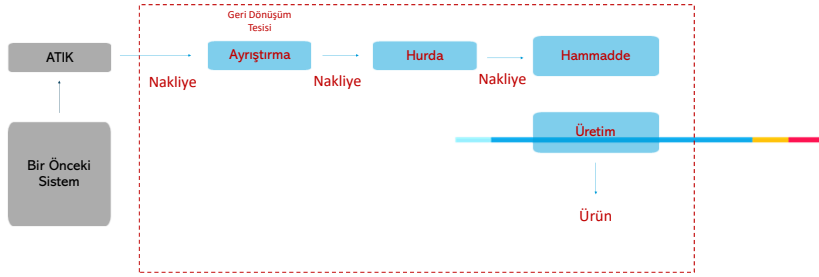 Geri Dönüşüm
Tesisi
ATIK
Ayrıştırma
Hurda
Hammadde
Nakliye
Nakliye
Nakliye
Üretim
Bir Önceki
Sistem
Ürün